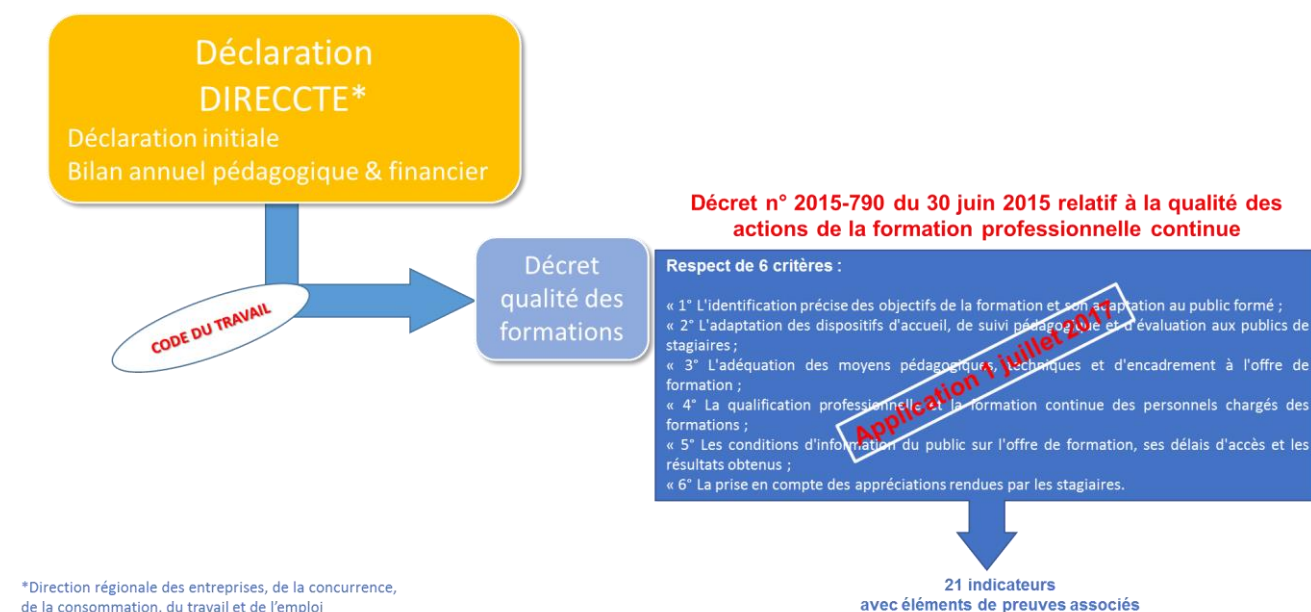 Déclaration
DIRECCTE*
Déclaration initiale
Bilan annuel pédagogique & financier
CODE DU TRAVAIL
Décret
qualité des
formations
Décret n° 2015-790 du 30 juin 2015 relatif à la qualité des
actions de la formation professionnelle continue
Respect de 6 critères :
« 1° L'identification précise des objectifs de la formation et son adaptation au public formé ;
« 2° L'adaptation des dispositifs d'accueil, de suivi pédagogique et d'évaluation aux publics de
stagiaires ;
« 3° L'adéquation des moyens pédagogiques, techniques et d'encadrement à l'offre de
formation ;
« 4° La qualification professionnelle et la formation continue des personnels chargés des
formations ;
« 5° Les conditions d'information du public sur l'offre de formation, ses délais d'accès et les
résultats obtenus ;
« 6° La prise en compte des appréciations rendues par les stagiaires.
Application 1 juillet 2017
21 indicateurs
avec éléments de preuves associés
*Direction régionale des entreprises, de la concurrence,
de la consommation, du travail et de l'emploi